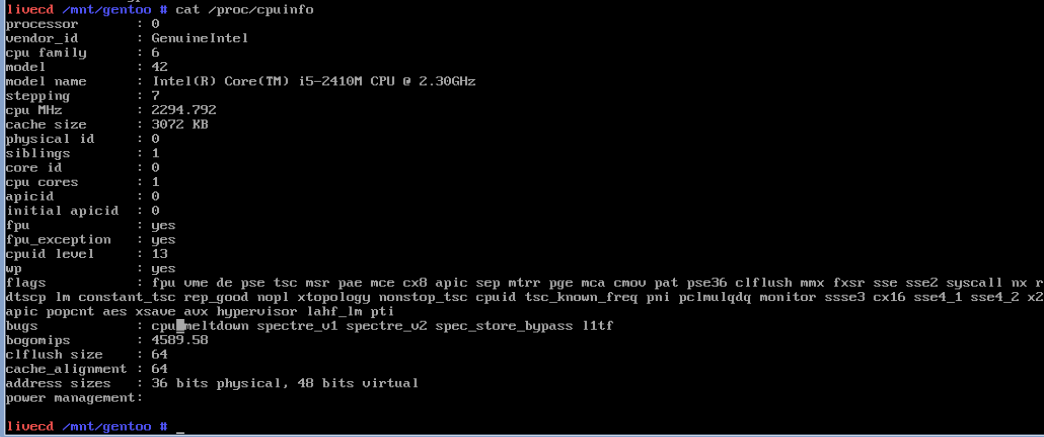 livecd /mnt/gentoo # cat /proc/cpuinfo
processor : 0
vendor_id : GenuineIntel
cpu family : 6
model : 42
model name : Intel(R) Core(TM) i5-2410M CPU @ 2.30GHz
stepping : 7
cpu MHz : 2294.792
cache size : 3072 KB
physical id : 0
siblings : 1
core id : 0
cpu cores : 1
apicid : 0
initial apicid : 0
fpu : yes
fpu_exception : yes
cpuid level : 13
wp : yes
flags : fpu vme de pse tsc msr pae mce cx8 apic sep mtrr pge mca cmov pat pse36 clflush mmx fxsr sse sse2 syscall nx r
dtscp lm constant_tsc rep_good nopl xtopology nonstop_tsc cpuid tsc_known_freq pni pclmulqdq monitor ssse3 cx16 sse4_1 sse4_2 x2
apic popcnt aes xsave avx hypervisor lahf_lm pti
bugs : cpu_meltdown spectre_v1 spectre_v2 spec_store_bypass l1tf
bogomips : 4589.58
clflush size : 64
cache_alignment : 64
address sizes : 36 bits physical, 48 bits virtual
power management:
livecd /mnt/gentoo # _